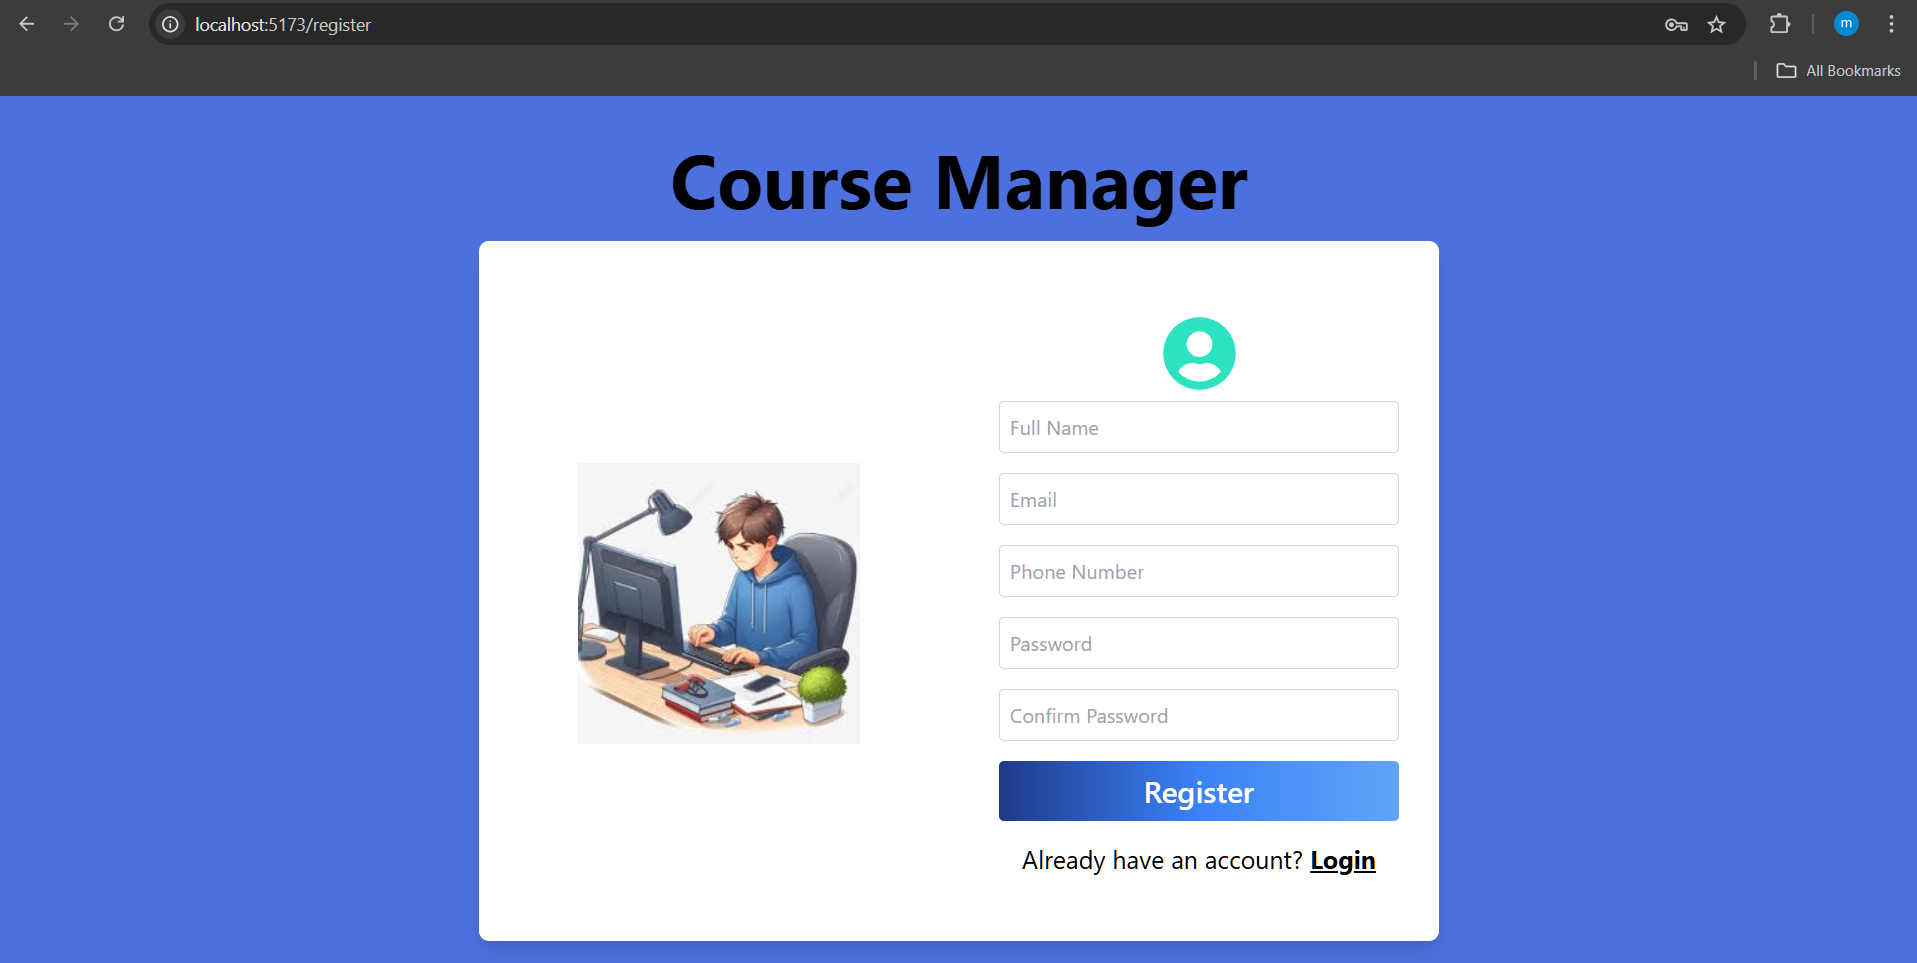 localhost:5173/register
m
All Bookmarks
Course Manager
Full Name
Email
Phone Number
Password
Confirm Password
Register
Already have an account? Login